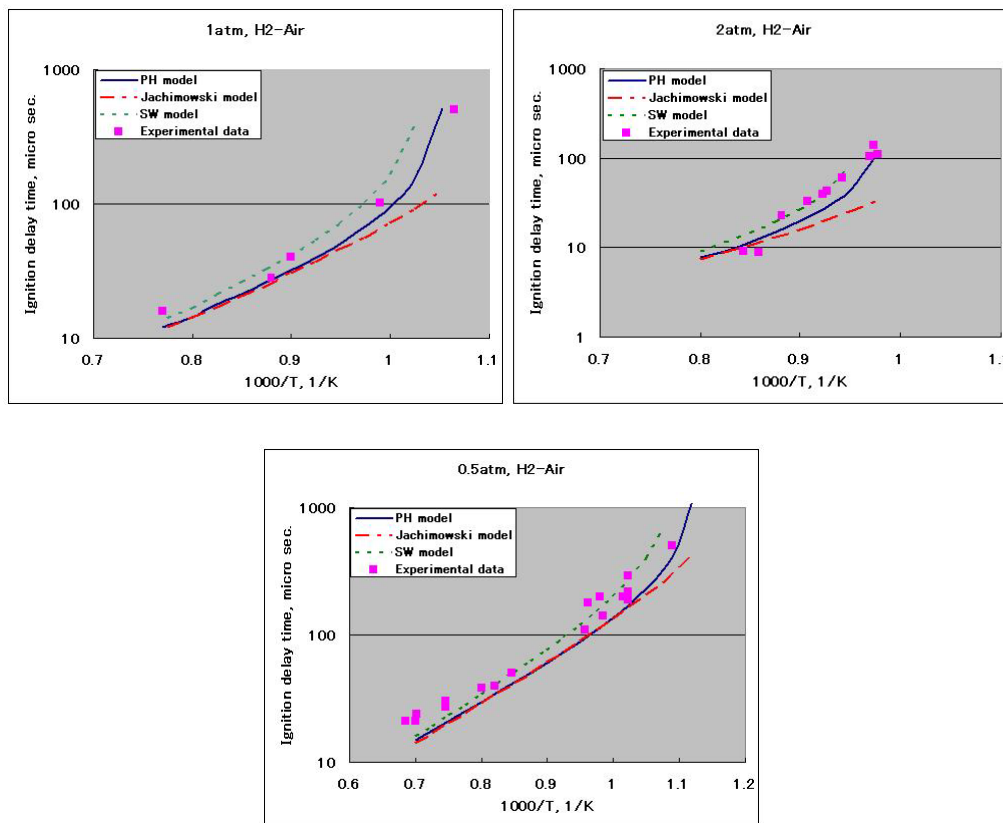 1atm, H2-Air
Ignition delay time, micro sec.
1000
100
10
PH model
Jachimowski model
SW model
Experimental data
0.7 0.8 0.9 1 1.1
1000/T, 1/K
2atm, H2-Air
Ignition delay time, micro sec.
1000
100
10
1
PH model
Jachimowski model
SW model
Experimental data
0.7 0.8 0.9 1 1.1
1000/T, 1/K
0.5atm, H2-Air
Ignition delay time, micro sec.
1000
100
10
PH model
Jachimowski model
SW model
Experimental data
0.6 0.7 0.8 0.9 1 1.1 1.2
1000/T, 1/K